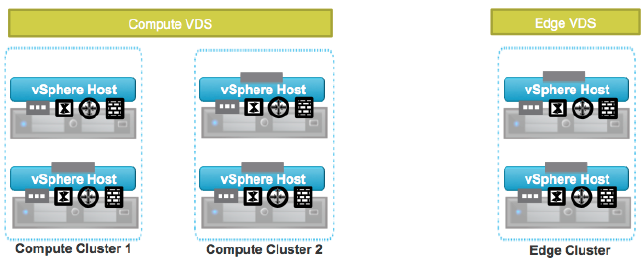 Compute VDS
Edge VDS
vSphere Host
vSphere Host
vSphere Host
vSphere Host
vSphere Host
vSphere Host
Compute Cluster 1
Compute Cluster 2
Edge Cluster